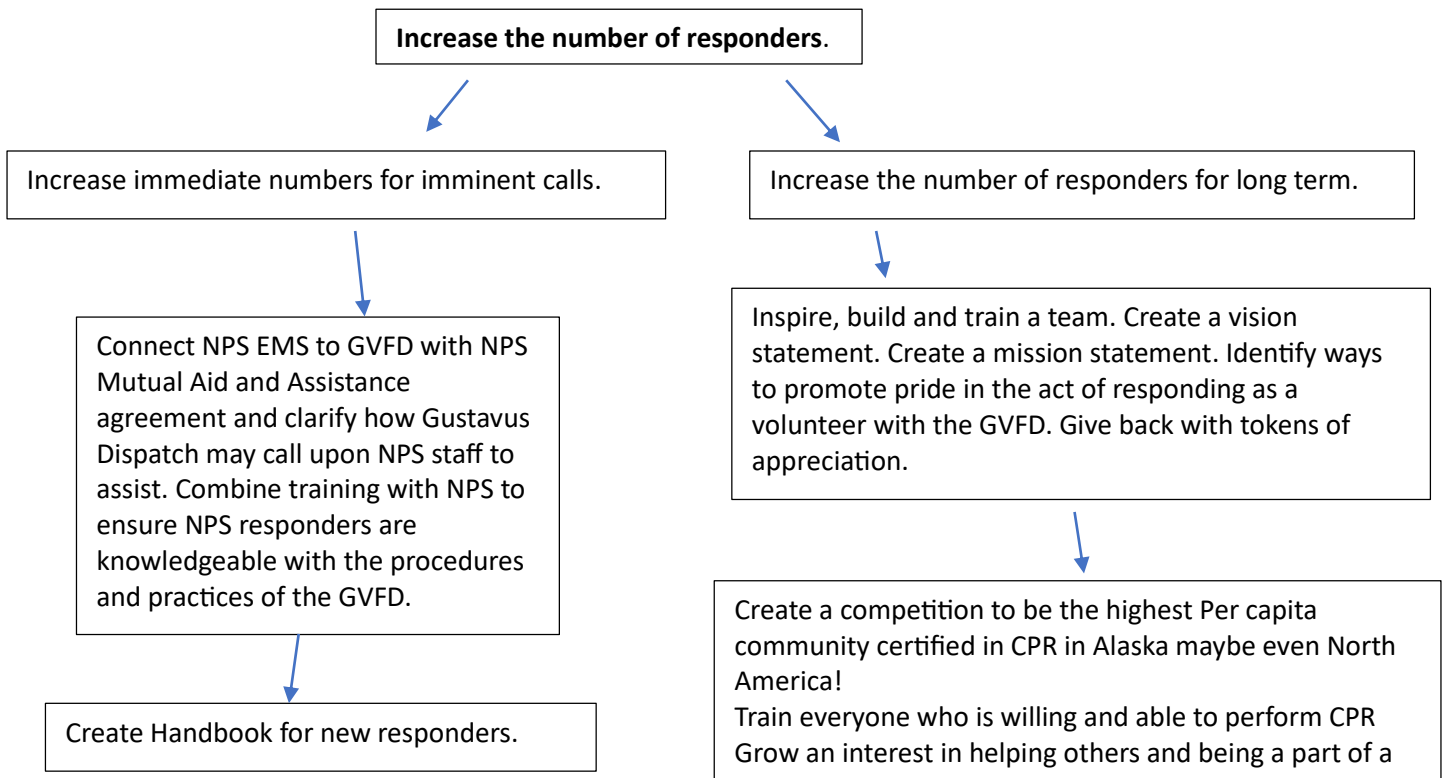 Increase the number of responders.
Increase immediate numbers for imminent calls.
Increase the number of responders for long term.
Connect NPS EMS to GVFD with NPS
Mutual Aid and Assistance
agreement and clarify how Gustavus
Dispatch may call upon NPS staff to
assist. Combine training with NPS to
ensure NPS responders are
knowledgeable with the procedures
and practices of the GVFD.
Inspire, build and train a team. Create a vision
statement. Create a mission statement. Identify ways
to promote pride in the act of responding as a
volunteer with the GVFD. Give back with tokens of
appreciation.
Create Handbook for new responders.
Create a competition to be the highest Per capita
community certified in CPR in Alaska maybe even North
America!
Train everyone who is willing and able to perform CPR
Grow an interest in helping others and being a part of a